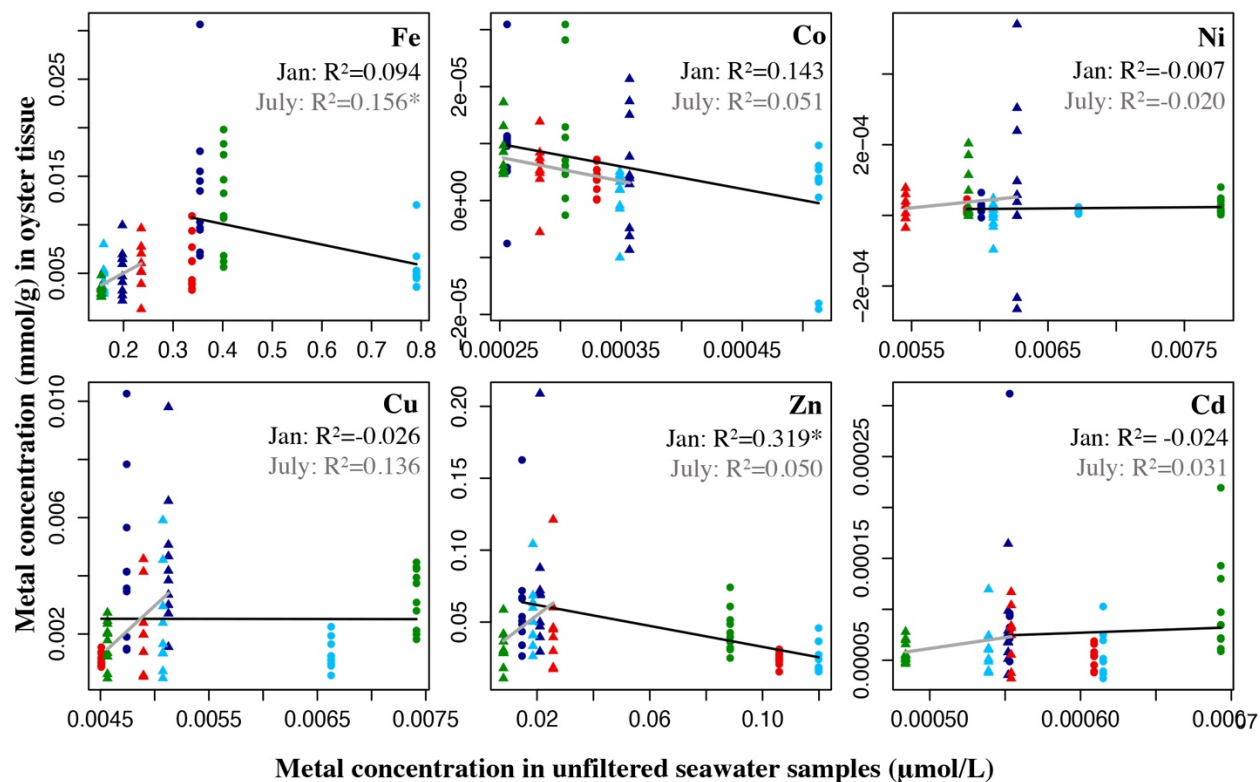 Metal concentration (mmol/g) in oyster tissue
Fe
Jan: R²=0.094
July: R²=0.156*
0.005
0.015
0.025
0.2 0.3 0.4 0.5 0.6 0.7 0.8
Co
Jan: R²=0.143
July: R²=0.051
-2e-05
0e+00
2e-05
0.00025 0.00035 0.00045
Ni
Jan: R²=-0.007
July: R²=-0.020
-2e-04
2e-04
0.0055 0.0065 0.0075
Cu
Jan: R²=-0.026
July: R²=0.136
0.002
0.006
0.010
0.0045 0.0055 0.0065 0.0075
Zn
Jan: R²=0.319*
July: R²=0.050
0.05
0.10
0.15
0.20
0.02 0.06 0.10
Cd
Jan: R²= -0.024
July: R²=0.031
0.00005
0.00015
0.00025
0.00050 0.00060 0.0007
Metal concentration in unfiltered seawater samples (μmol/L)